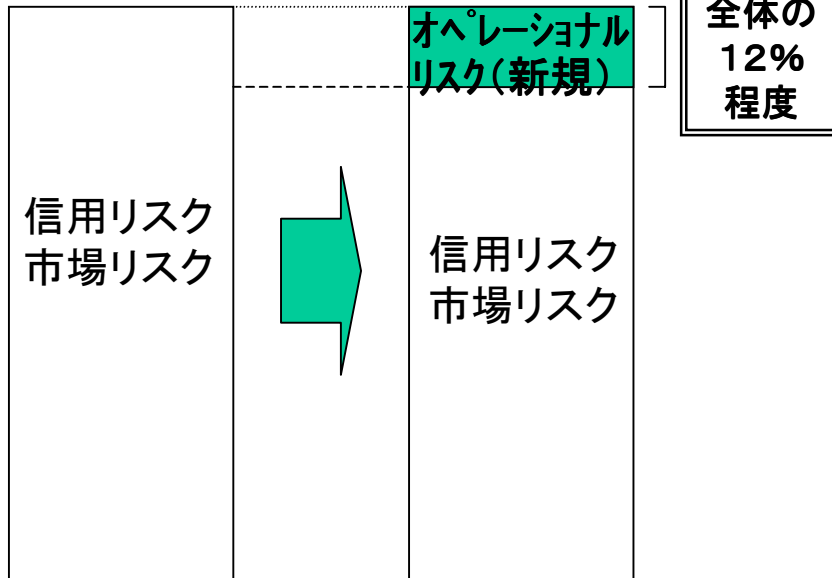 信用リスク
市場リスク
オペレーショナル
リスク(新規)
信用リスク
市場リスク
全体の
12%
程度